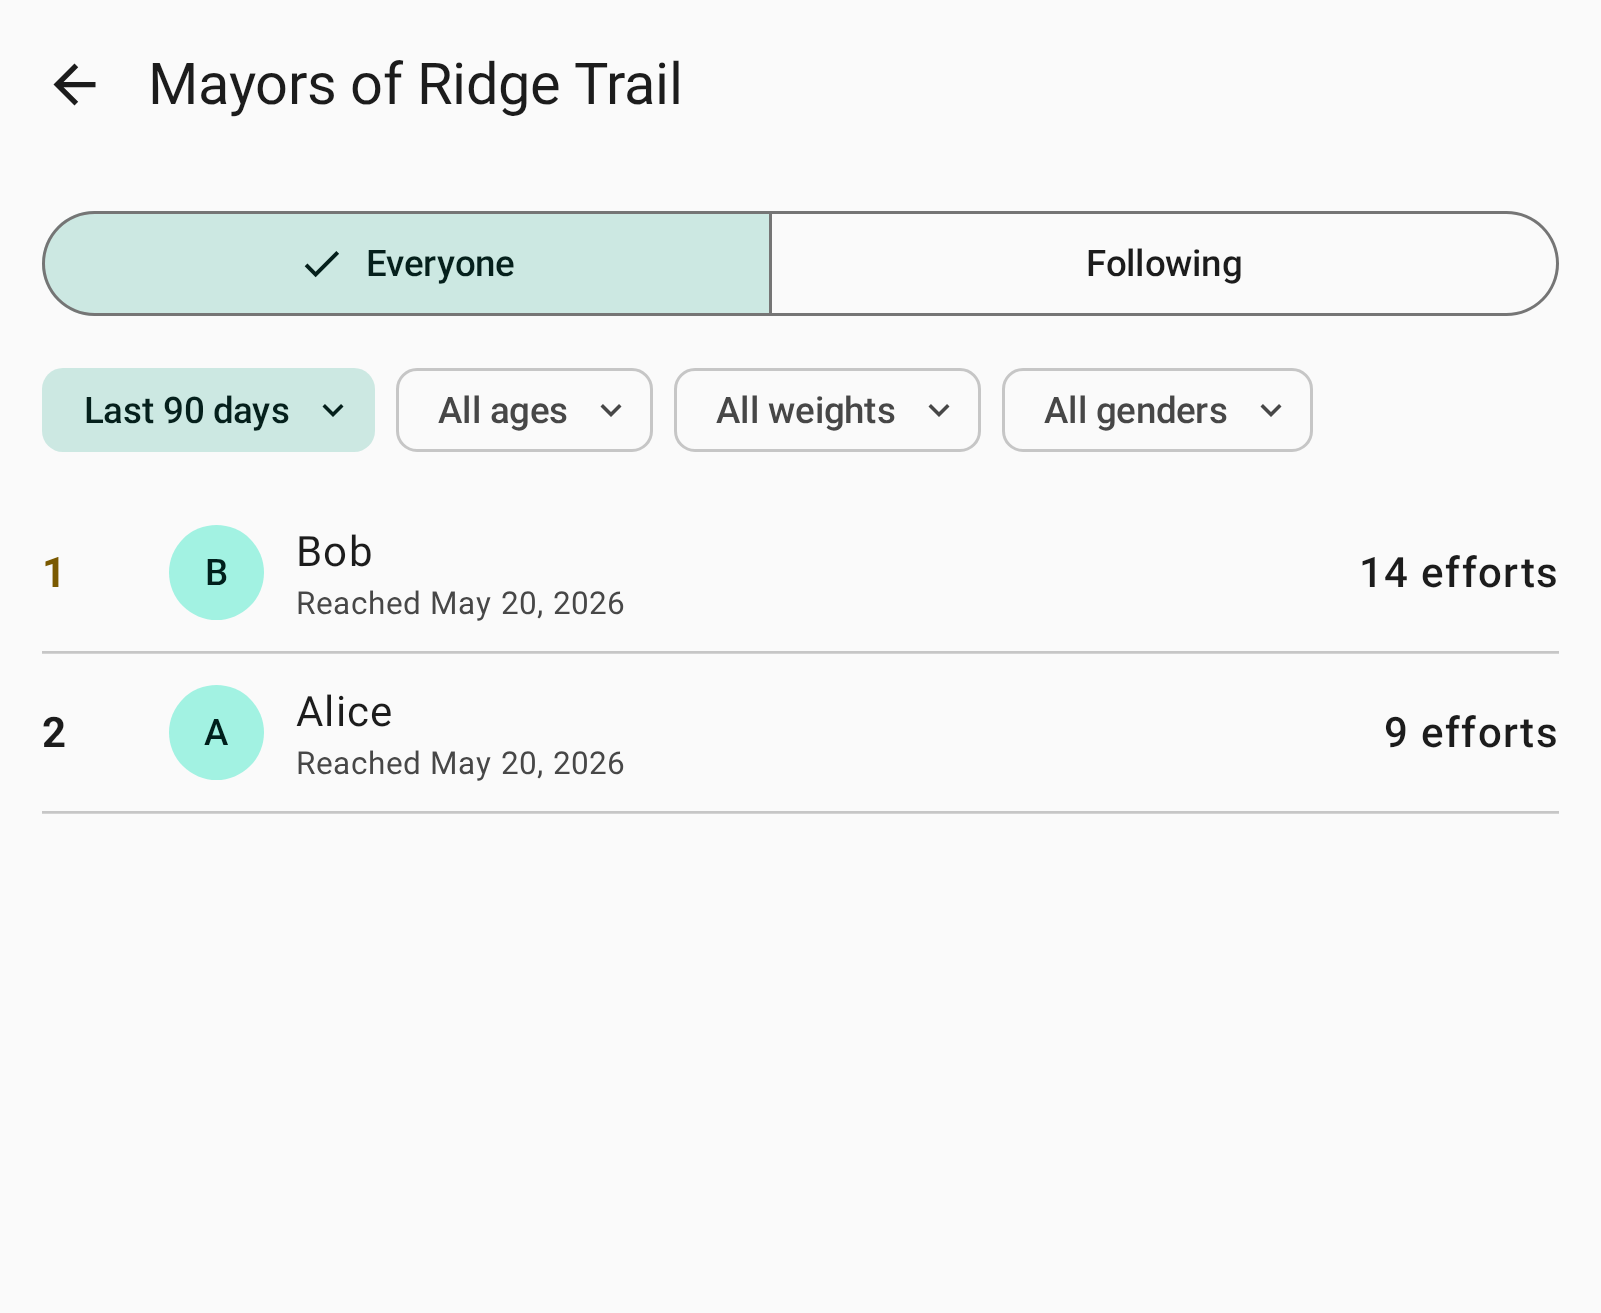 Mayors of Ridge Trail
Everyone
Following
Last 90 days
All ages
All weights
All genders
1
B
Bob
Reached May 20, 2026
14 efforts
2
A
Alice
Reached May 20, 2026
9 efforts